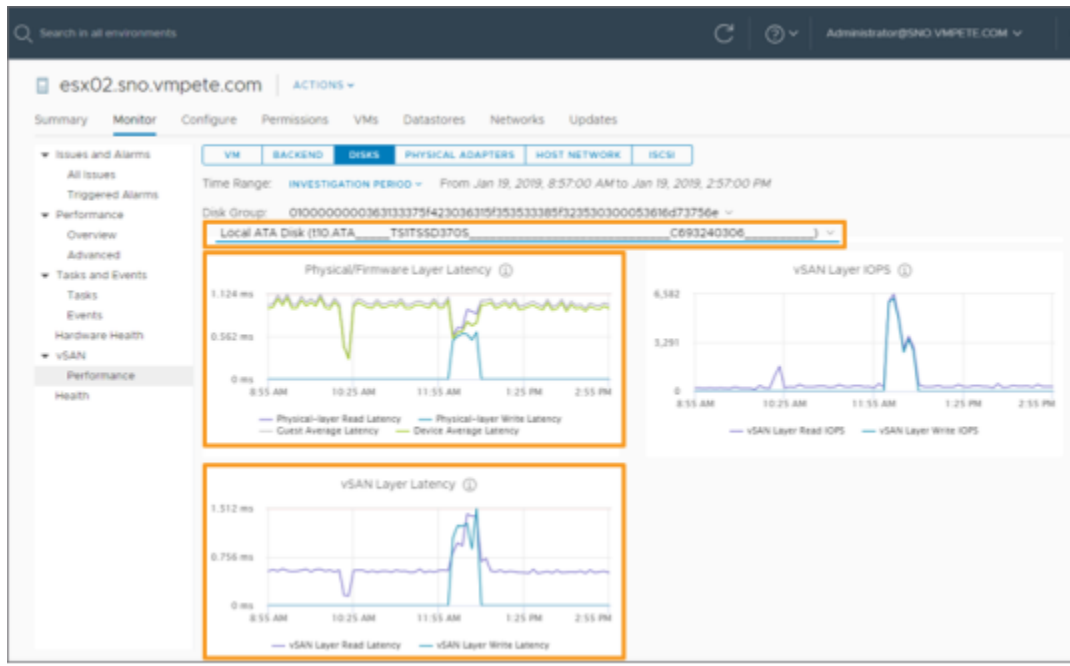 Search in all environments
Administrator@SNO.VMPETE.COM
esx02.sno.vmpete.com
ACTIONS
Summary Monitor Configure Permissions VMs Datastores Networks Updates
Issues and Alarms
All Issues
Triggered Alarms
Performance
Overview
Advanced
Tasks and Events
Tasks
Events
Hardware Health
vSAN
Performance
Health
VM BACKEND DISKS PHYSICAL ADAPTERS HOST NETWORK ISCSI
Time Range: INVESTIGATION PERIOD From Jan 19, 2019, 8:57:00 AM to Jan 19, 2019, 2:57:00 PM
Disk Group:
Local ATA Disk (t10.ATA_____TS1TSSD370S_________________________________C693240306__________)
Physical/Firmware Layer Latency
1.124 ms
0.562 ms
0 ms
8:55 AM 10:25 AM 11:55 AM 1:25 PM 2:55 PM
Physical-layer Read Latency Physical-layer Write Latency
Guest Average Latency Device Average Latency
vSAN Layer IOPS
6,582
3,291
0
8:55 AM 10:25 AM 11:55 AM 1:25 PM 2:55 PM
vSAN Layer Read IOPS vSAN Layer Write IOPS
vSAN Layer Latency
1.512 ms
0.756 ms
0 ms
8:55 AM 10:25 AM 11:55 AM 1:25 PM 2:55 PM
vSAN Layer Read Latency vSAN Layer Write Latency